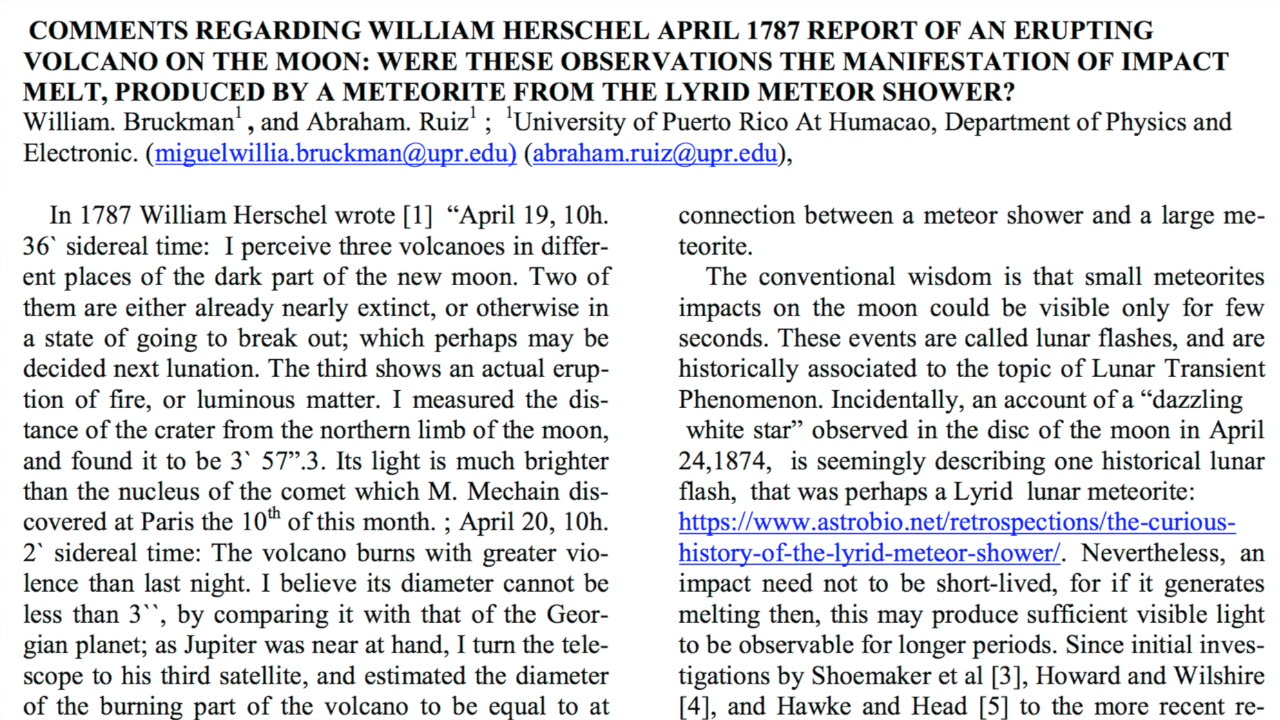 COMMENTS REGARDING WILLIAM HERSCHEL APRIL 1787 REPORT OF AN ERUPTING
VOLCANO ON THE MOON: WERE THESE OBSERVATIONS THE MANIFESTATION OF IMPACT
MELT, PRODUCED BY A METEORITE FROM THE LYRID METEOR SHOWER?
William. Bruckman1 , and Abraham. Ruiz1 ; 1University of Puerto Rico At Humacao, Department of Physics and
Electronic. (miguelwillia.bruckman@upr.edu) (abraham.ruiz@upr.edu),
In 1787 William Herschel wrote [1] “April 19, 10h.
36` sidereal time: I perceive three volcanoes in differ-
ent places of the dark part of the new moon. Two of
them are either already nearly extinct, or otherwise in
a state of going to break out; which perhaps may be
decided next lunation. The third shows an actual erup-
tion of fire, or luminous matter. I measured the dis-
tance of the crater from the northern limb of the moon,
and found it to be 3` 57”.3. Its light is much brighter
than the nucleus of the comet which M. Mechain dis-
covered at Paris the 10th of this month. ; April 20, 10h.
2` sidereal time: The volcano burns with greater vio-
lence than last night. I believe its diameter cannot be
less than 3``, by comparing it with that of the Geor-
gian planet; as Jupiter was near at hand, I turn the tele-
scope to his third satellite, and estimated the diameter
of the burning part of the volcano to be equal to at
connection between a meteor shower and a large me-
teorite.
The conventional wisdom is that small meteorites
impacts on the moon could be visible only for few
seconds. These events are called lunar flashes, and are
historically associated to the topic of Lunar Transient
Phenomenon. Incidentally, an account of a “dazzling
white star” observed in the disc of the moon in April
24,1874, is seemingly describing one historical lunar
flash, that was perhaps a Lyrid lunar meteorite:
https://www.astrobio.net/retrospections/the-curious-
history-of-the-lyrid-meteor-shower/. Nevertheless, an
impact need not to be short-lived, for if it generates
melting then, this may produce sufficient visible light
to be observable for longer periods. Since initial inves-
tigations by Shoemaker et al [3], Howard and Wilshire
[4], and Hawke and Head [5] to the more recent re-